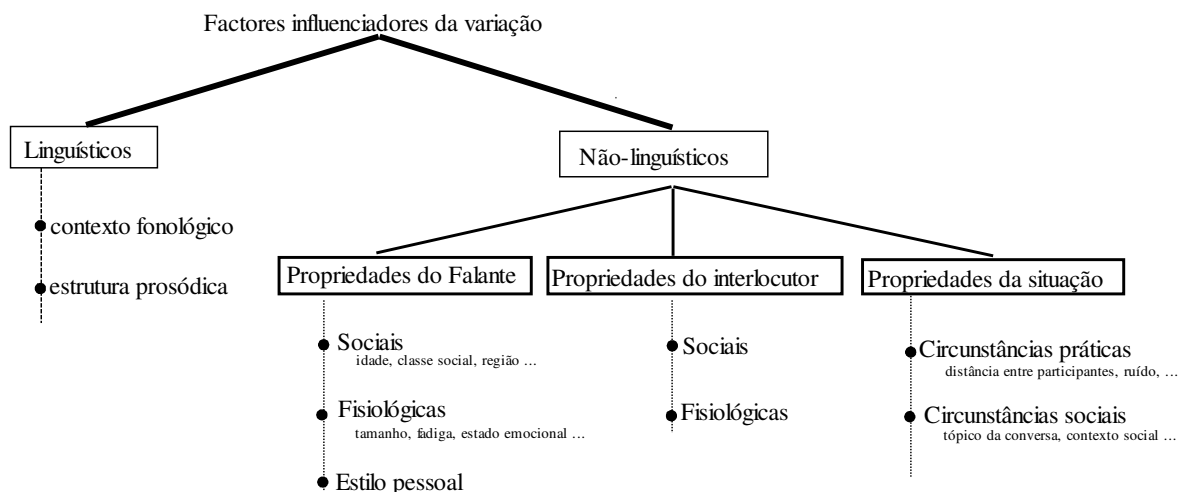 Factores influenciadores da variação
Linguísticos
Não-linguísticos
contexto fonológico
estrutura prosódica
Propriedades do Falante
Propriedades do interlocutor
Propriedades da situação
Sociais
idade, classe social, região ...
Fisiológicas
tamanho, fadiga, estado emocional ...
Estilo pessoal
Sociais
Fisiológicas
Circunstâncias práticas
distância entre participantes, ruído, ...
Circunstâncias sociais
tópico da conversa, contexto social ...